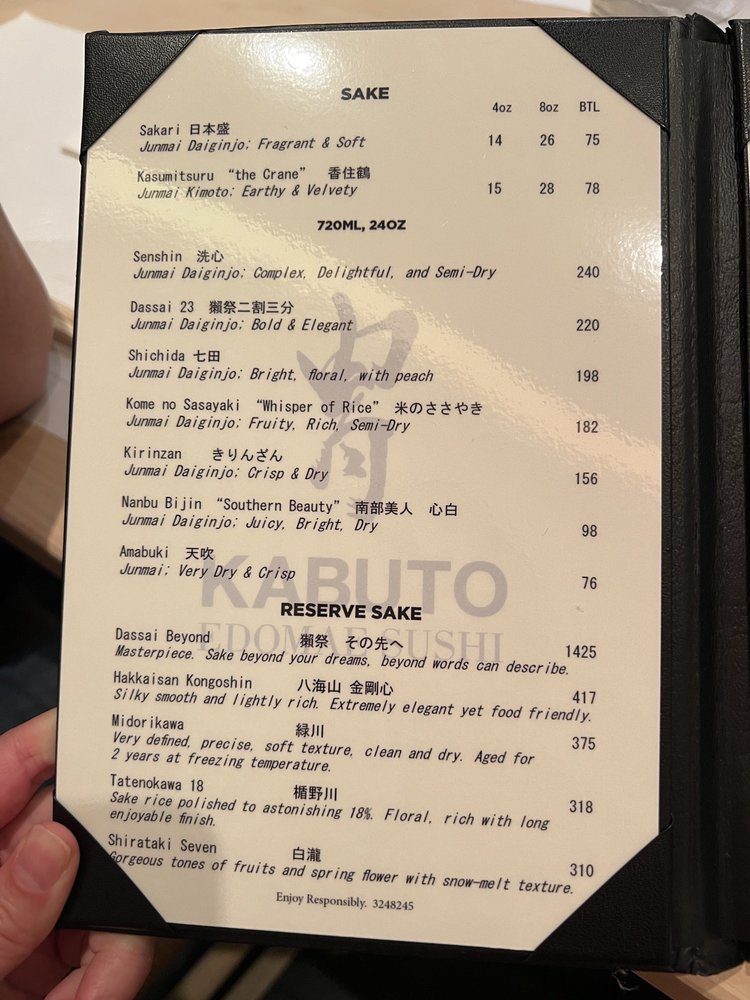 SAKE
4oz 8oz BTL
Sakari 日本盛
Junmai Daiginjo; Fragrant & Soft 14 26 75
Kasumitsuru “the Crane” 香住鶴
Junmai Kimoto; Earthy & Velvety 15 28 78
720ML, 24OZ
Senshin 洗心
Junmai Daiginjo; Complex, Delightful, and Semi-Dry 240
Dassai 23 獺祭二割三分
Junmai Daiginjo; Bold & Elegant 220
Shichida 七田
Junmai Daiginjo; Bright, floral, with peach 198
Kome no Sasayaki “Whisper of Rice” 米のささやき
Junmai Daiginjo; Fruity, Rich, Semi-Dry 182
Kirinzan きりんざん
Junmai Daiginjo; Crisp & Dry 156
Nanbu Bijin “Southern Beauty” 南部美人 心白
Junmai Daiginjo; Juicy, Bright, Dry 98
Amabuki 天吹
Junmai; Very Dry & Crisp 76
KABUTO
EDOMAE SUSHI
RESERVE SAKE
Dassai Beyond 獺祭 その先へ 1425
Masterpiece. Sake beyond your dreams, beyond words can describe.
Hakkaisan Kongoshin 八海山 金剛心 417
Silky smooth and lightly rich. Extremely elegant yet food friendly.
Midorikawa 緑川 375
Very defined, precise, soft texture, clean and dry. Aged for
2 years at freezing temperature.
Tatenokawa 18 楯野川 318
Sake rice polished to astonishing 18%. Floral, rich with long
enjoyable finish.
Shirataki Seven 白瀧 310
Gorgeous tones of fruits and spring flower with snow-melt texture.
Enjoy Responsibly. 3248245